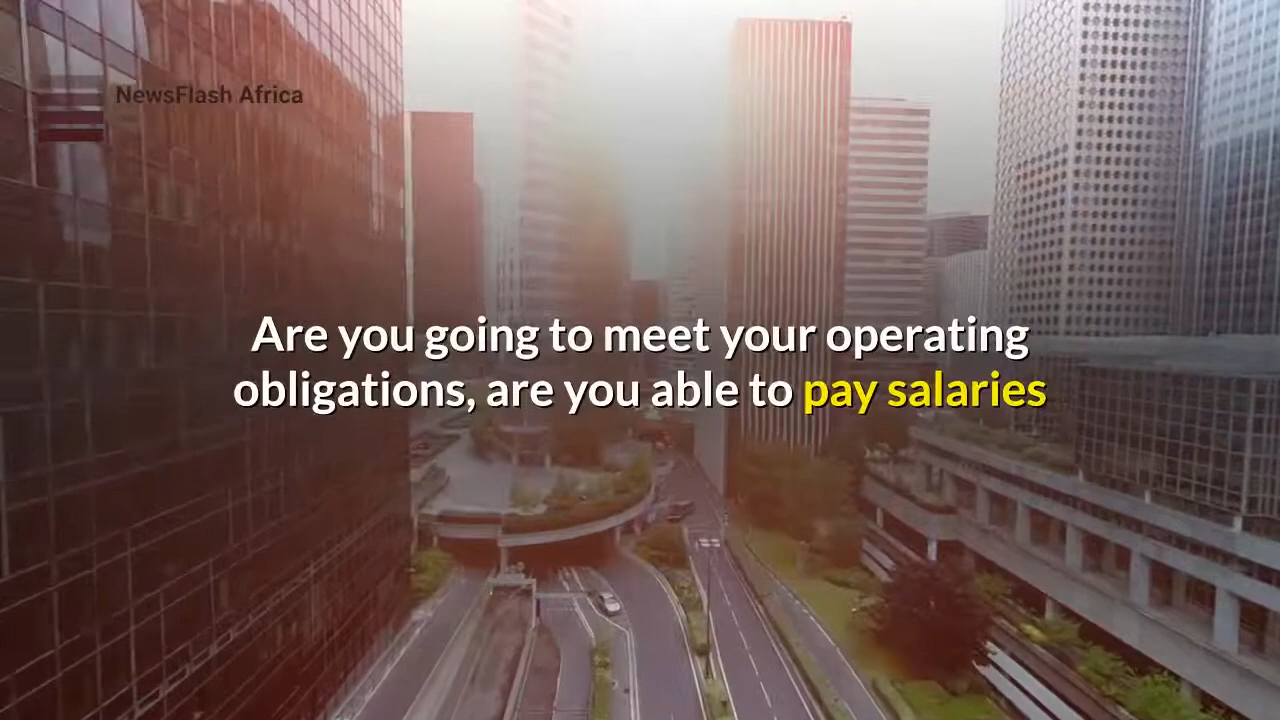 NewsFlash Africa
Are you going to meet your operating
obligations, are you able to pay salaries